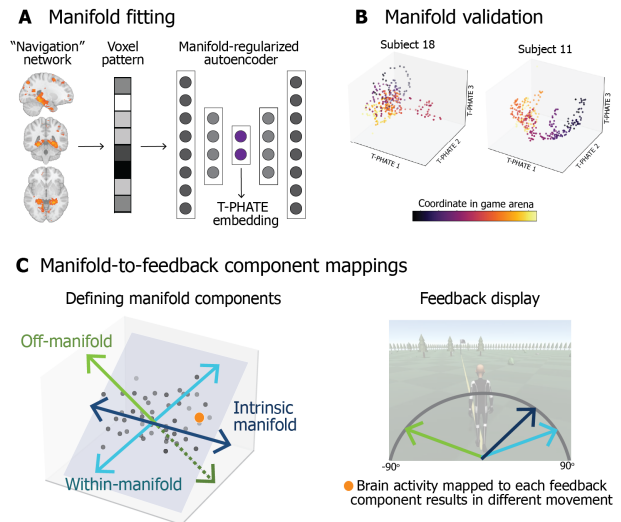 A Manifold fitting
"Navigation"
network
Voxel
pattern
Manifold-regularized
autoencoder
T-PHATE
embedding
B Manifold validation
Subject 18
T-PHATE 1
T-PHATE 2
T-PHATE 3
Subject 11
T-PHATE 1
T-PHATE 2
T-PHATE 3
Coordinate in game arena
C Manifold-to-feedback component mappings
Defining manifold components
Off-manifold
Intrinsic
manifold
Within-manifold
Feedback display
-90°
90°
Brain activity mapped to each feedback
component results in different movement